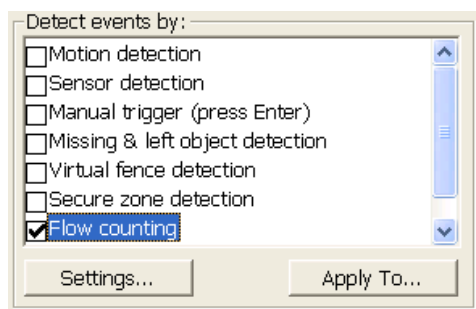 Detect events by:
Motion detection
Sensor detection
Manual trigger (press Enter)
Missing & left object detection
Virtual fence detection
Secure zone detection
Flow counting
Settings... Apply To...